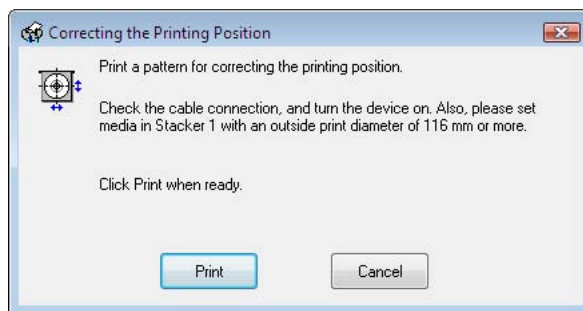 Correcting the Printing Position
Print a pattern for correcting the printing position.
Check the cable connection, and turn the device on. Also, please set
media in Stacker 1 with an outside print diameter of 116 mm or more.
Click Print when ready.
Print
Cancel